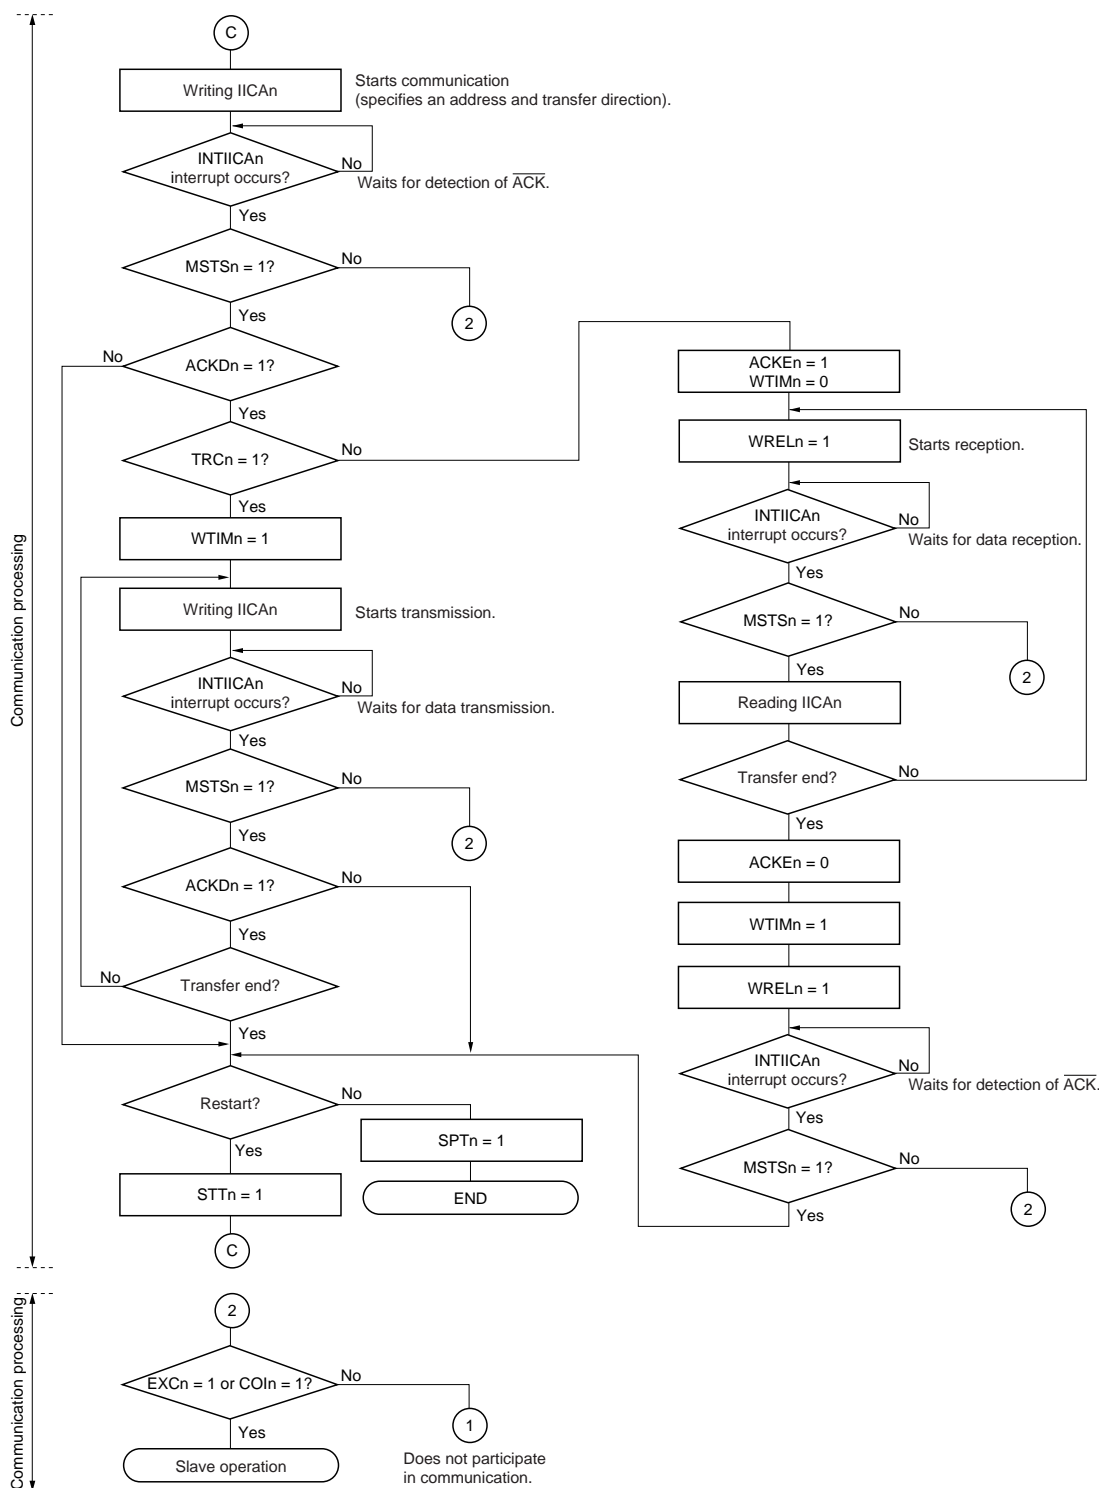 C
Writing IICAn
Starts communication
(specifies an address and transfer direction).
INTIICAn
interrupt occurs?
No
Waits for detection of ACK.
Yes
MSTSn = 1?
No
2
Yes
ACKDn = 1?
No
Yes
TRCn = 1?
No
Yes
WTIMn = 1
Writing IICAn
Starts transmission.
INTIICAn
interrupt occurs?
No
Waits for data transmission.
Yes
MSTSn = 1?
No
2
Yes
ACKDn = 1?
No
Yes
Transfer end?
No
Yes
Restart?
No
Yes
SPTn = 1
END
STTn = 1
C
ACKEn = 1
WTIMn = 0
WRELn = 1
Starts reception.
INTIICAn
interrupt occurs?
No
Waits for data reception.
Yes
MSTSn = 1?
No
2
Yes
Reading IICAn
Transfer end?
No
Yes
ACKEn = 0
WTIMn = 1
WRELn = 1
INTIICAn
interrupt occurs?
No
Waits for detection of ACK.
Yes
MSTSn = 1?
No
2
Yes
Communication processing
2
EXCn = 1 or COIn = 1?
No
1
Does not participate
in communication.
Yes
Slave operation
Communication processing